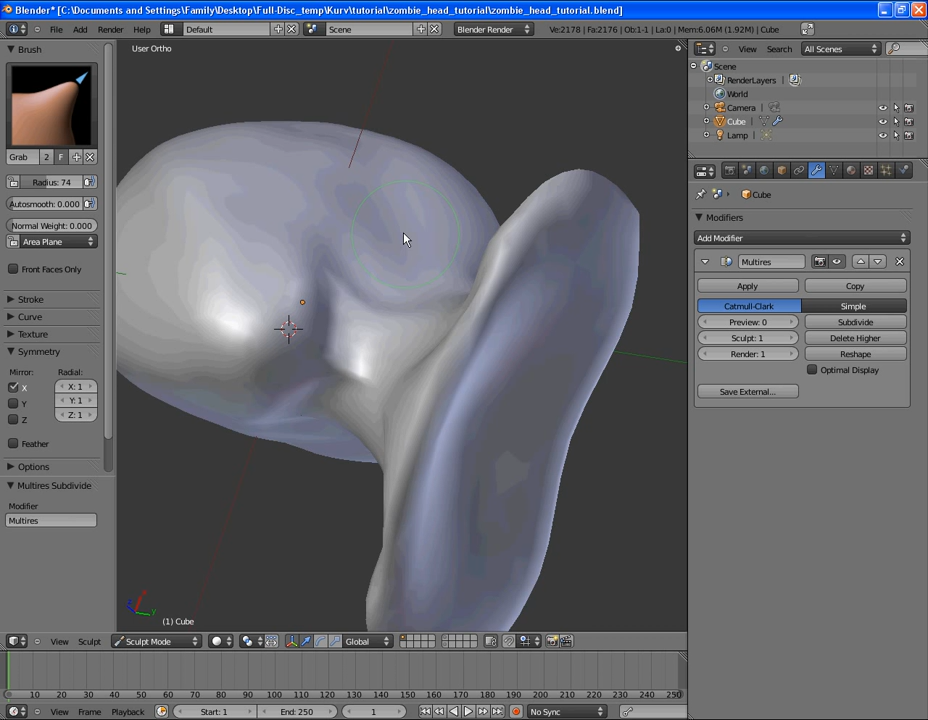 Blender* [C:\Documents and Settings\Family\Desktop\Full-Disc_temp\Kurv\tutorial\zombie_head_tutorial\zombie_head_tutorial.blend]
File Add Render Help Default Scene Blender Render Ve:2178 | Fa:2176 | Ob:1-1 | La:0 | Mem:6.06M (1.92M) | Cube
Brush
User Ortho
View Search All Scenes
Scene
RenderLayers
World
Camera
Cube
Lamp
Grab 2 F
Radius: 74
Autosmooth: 0.000
Normal Weight: 0.000
Area Plane
Front Faces Only
Stroke
Curve
Texture
Symmetry
Mirror: Radial:
X X: 1
Y Y: 1
Z Z: 1
Feather
Options
Multires Subdivide
Modifier
Multires
Cube
Modifiers
Add Modifier
Multires
Apply Copy
Catmull-Clark Simple
Preview: 0 Subdivide
Sculpt: 1 Delete Higher
Render: 1 Reshape
Optimal Display
Save External...
(1) Cube
View Sculpt Sculpt Mode Global
0 10 20 30 40 50 60 70 80 90 100 110 120 130 140 150 160 170 180 190 200 210 220 230 240 250
View Frame Playback Start: 1 End: 250 1 No Sync